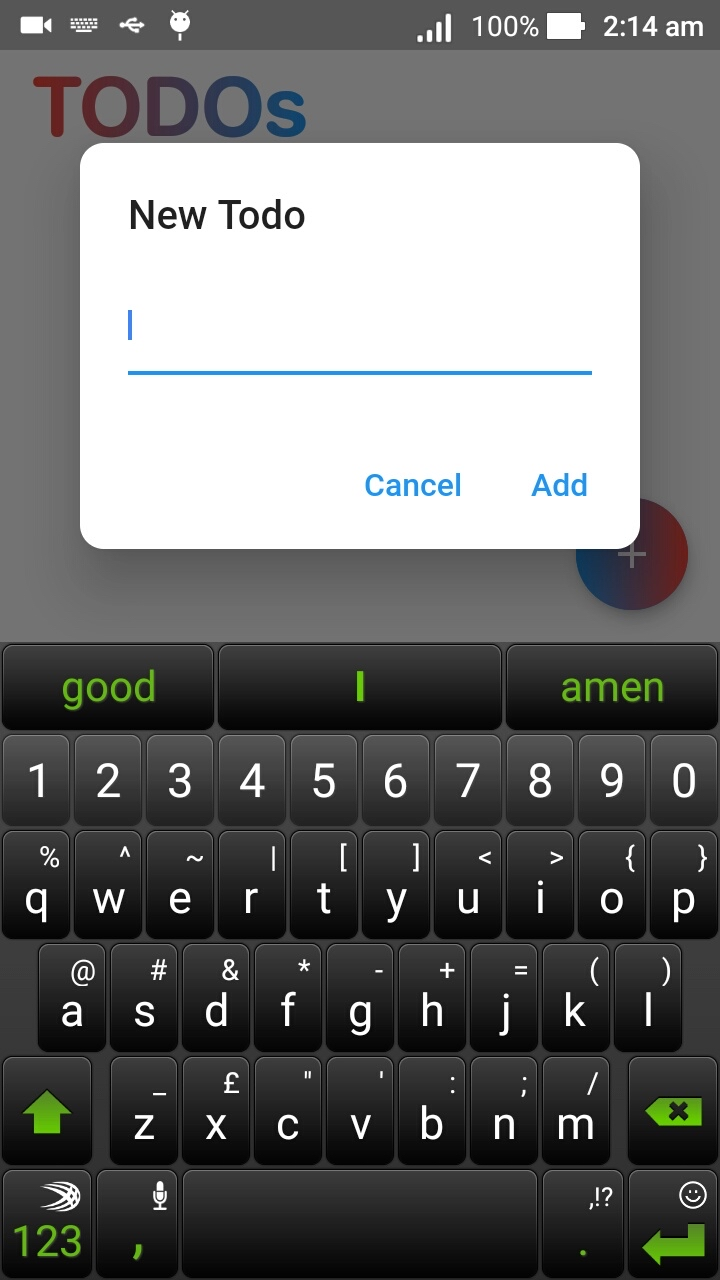 100% 2:14 am
TODOs
New Todo
Cancel Add
good I amen
1 2 3 4 5 6 7 8 9 0
% ^ ~ | [ ] < > { }
q w e r t y u i o p
@ # & * - + = ( )
a s d f g h j k l
_ £ " ' : ; /
z x c v b n m
,!?
123 , .